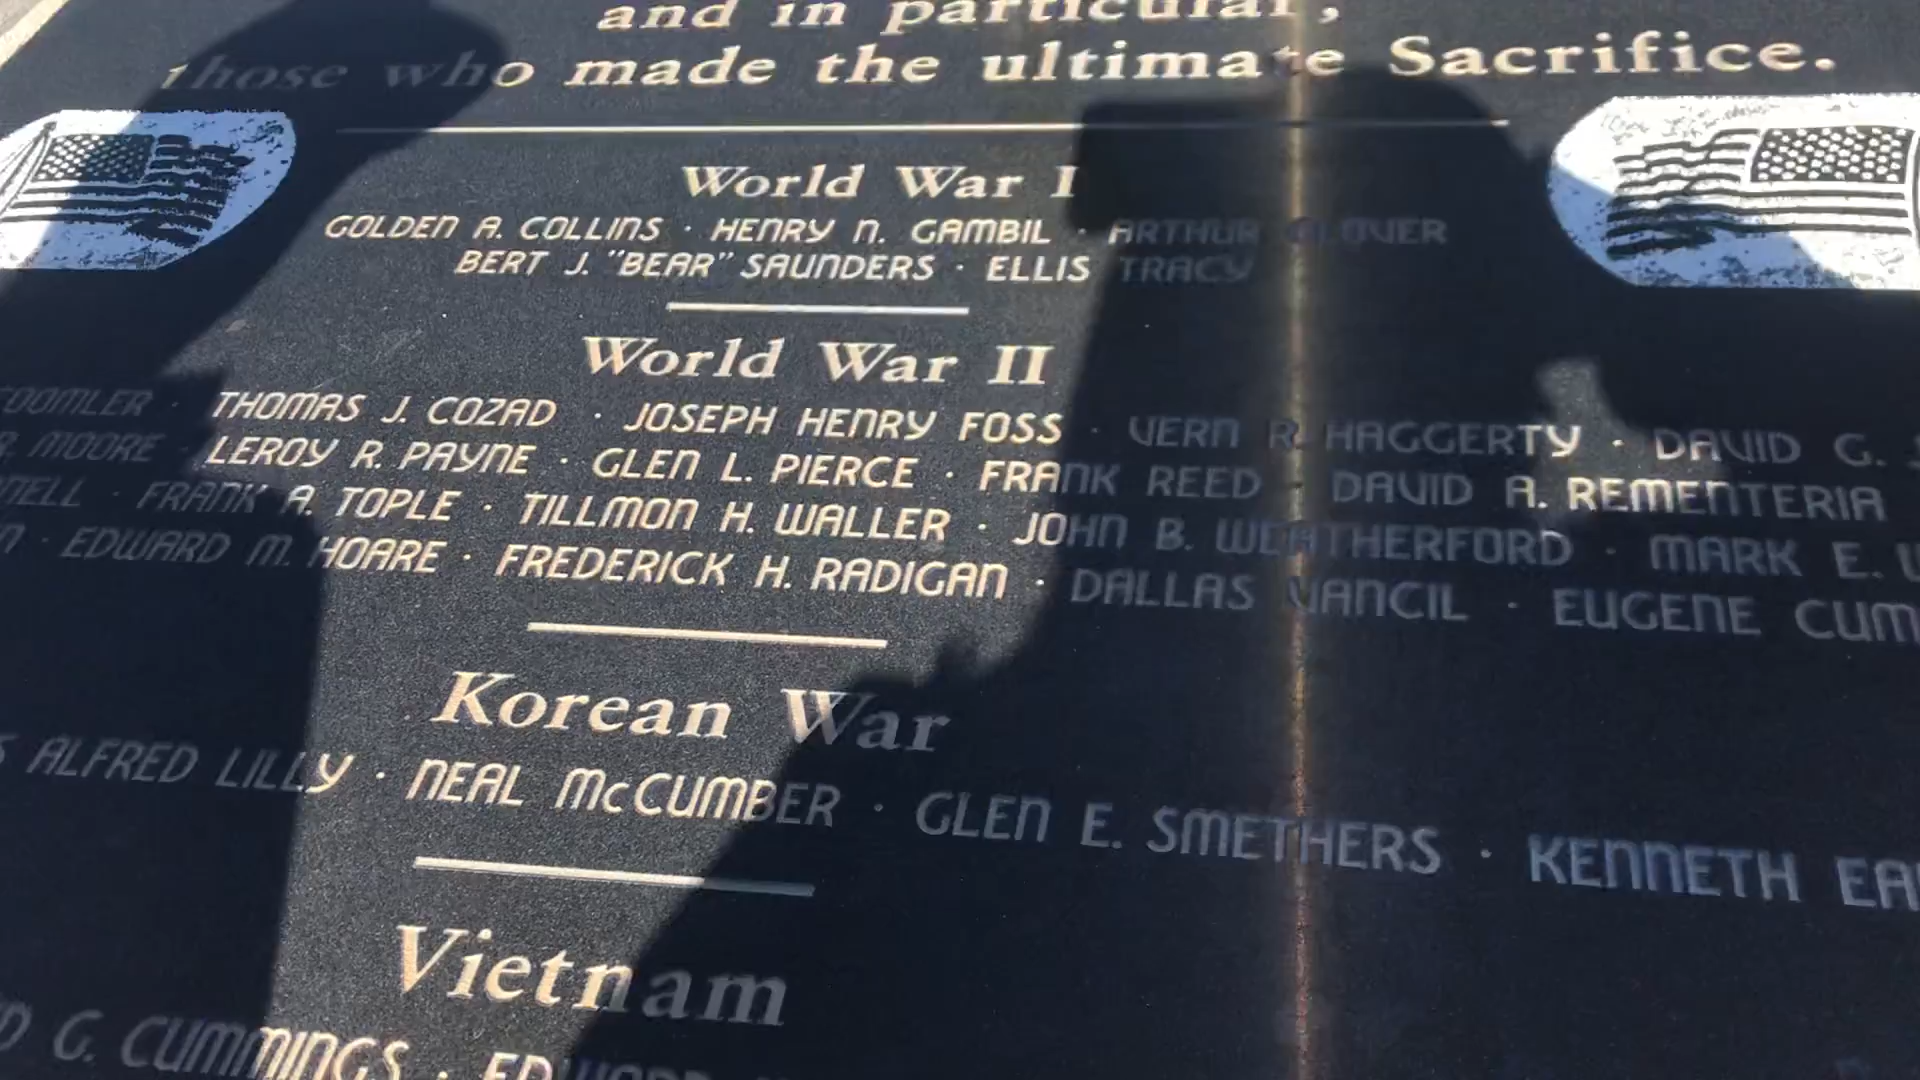 and in particular,
those who made the ultimate Sacrifice.
World War I
GOLDEN A. COLLINS · HENRY N. GAMBIL · ARTHUR GLOVER
BERT J. "BEAR" SAUNDERS · ELLIS TRACY
World War II
THOMAS J. COZAD · JOSEPH HENRY FOSS · VERN R. HAGGERTY · DAVID G.
R. MOORE · LEROY R. PAYNE · GLEN L. PIERCE · FRANK REED · DAVID A. REMENTERIA
· FRANK A. TOPLE · TILLMON H. WALLER · JOHN B. WEATHERFORD · MARK E.
· EDWARD M. HOARE · FREDERICK H. RADIGAN · DALLAS VANCIL · EUGENE
Korean War
ALFRED LILLY · NEAL McCUMBER · GLEN E. SMETHERS · KENNETH
Vietnam
G. CUMMINGS ·